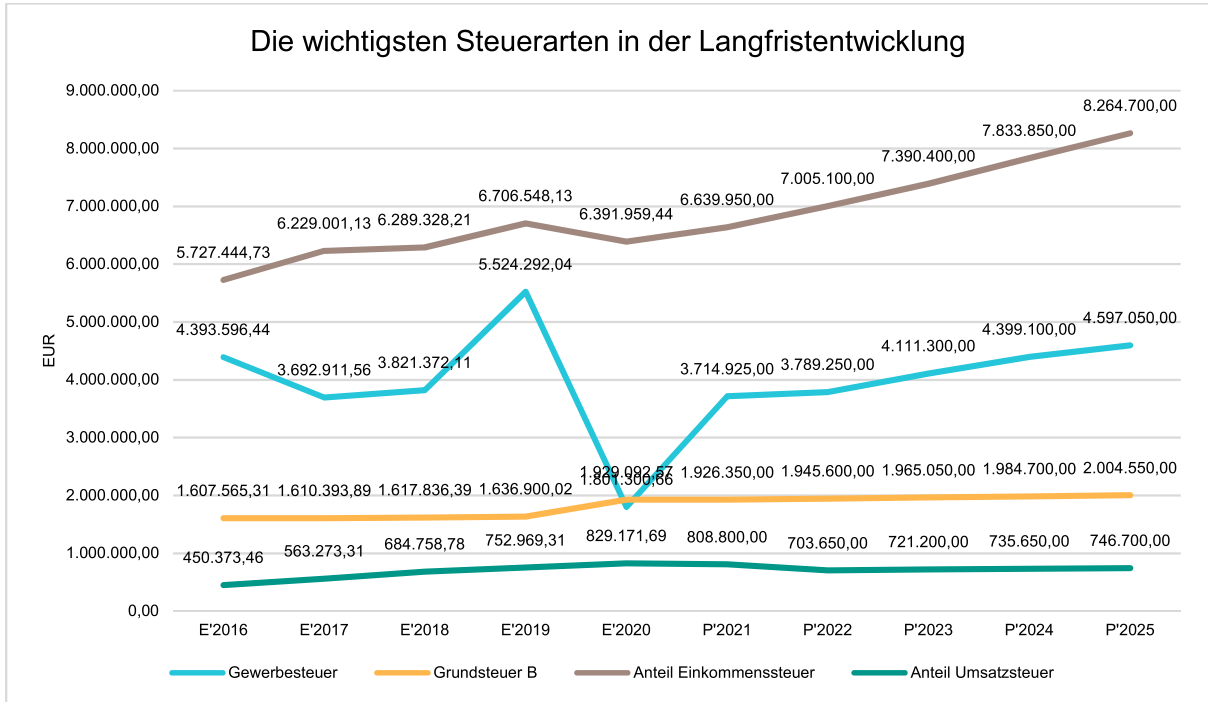 Die wichtigsten Steuerarten in der Langfristentwicklung
EUR
9.000.000,00
8.000.000,00
7.000.000,00
6.000.000,00
5.000.000,00
4.000.000,00
3.000.000,00
2.000.000,00
1.000.000,00
0,00
5.727.444,73 6.229.001,13 6.289.328,21 6.706.548,13 6.391.959,44 6.639.950,00 7.005.100,00 7.390.400,00 7.833.850,00 8.264.700,00
4.393.596,44 3.692.911,56 3.821.372,11 5.524.292,04 1.801.300,66 3.714.925,00 3.789.250,00 4.111.300,00 4.399.100,00 4.597.050,00
1.607.565,31 1.610.393,89 1.617.836,39 1.636.900,02 1.929.092,57 1.926.350,00 1.945.600,00 1.965.050,00 1.984.700,00 2.004.550,00
450.373,46 563.273,31 684.758,78 752.969,31 829.171,69 808.800,00 703.650,00 721.200,00 735.650,00 746.700,00
E'2016 E'2017 E'2018 E'2019 E'2020 P'2021 P'2022 P'2023 P'2024 P'2025
Gewerbesteuer Grundsteuer B Anteil Einkommenssteuer Anteil Umsatzsteuer